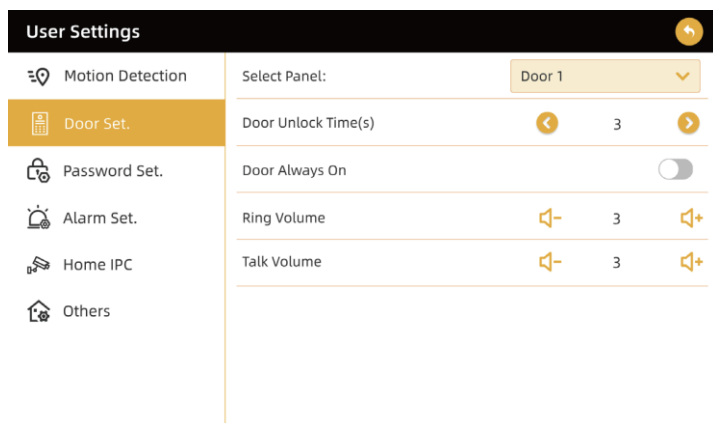 User Settings
Motion Detection
Door Set.
Password Set.
Alarm Set.
Home IPC
Others
Select Panel: Door 1
Door Unlock Time(s) 3
Door Always On
Ring Volume 3
Talk Volume 3